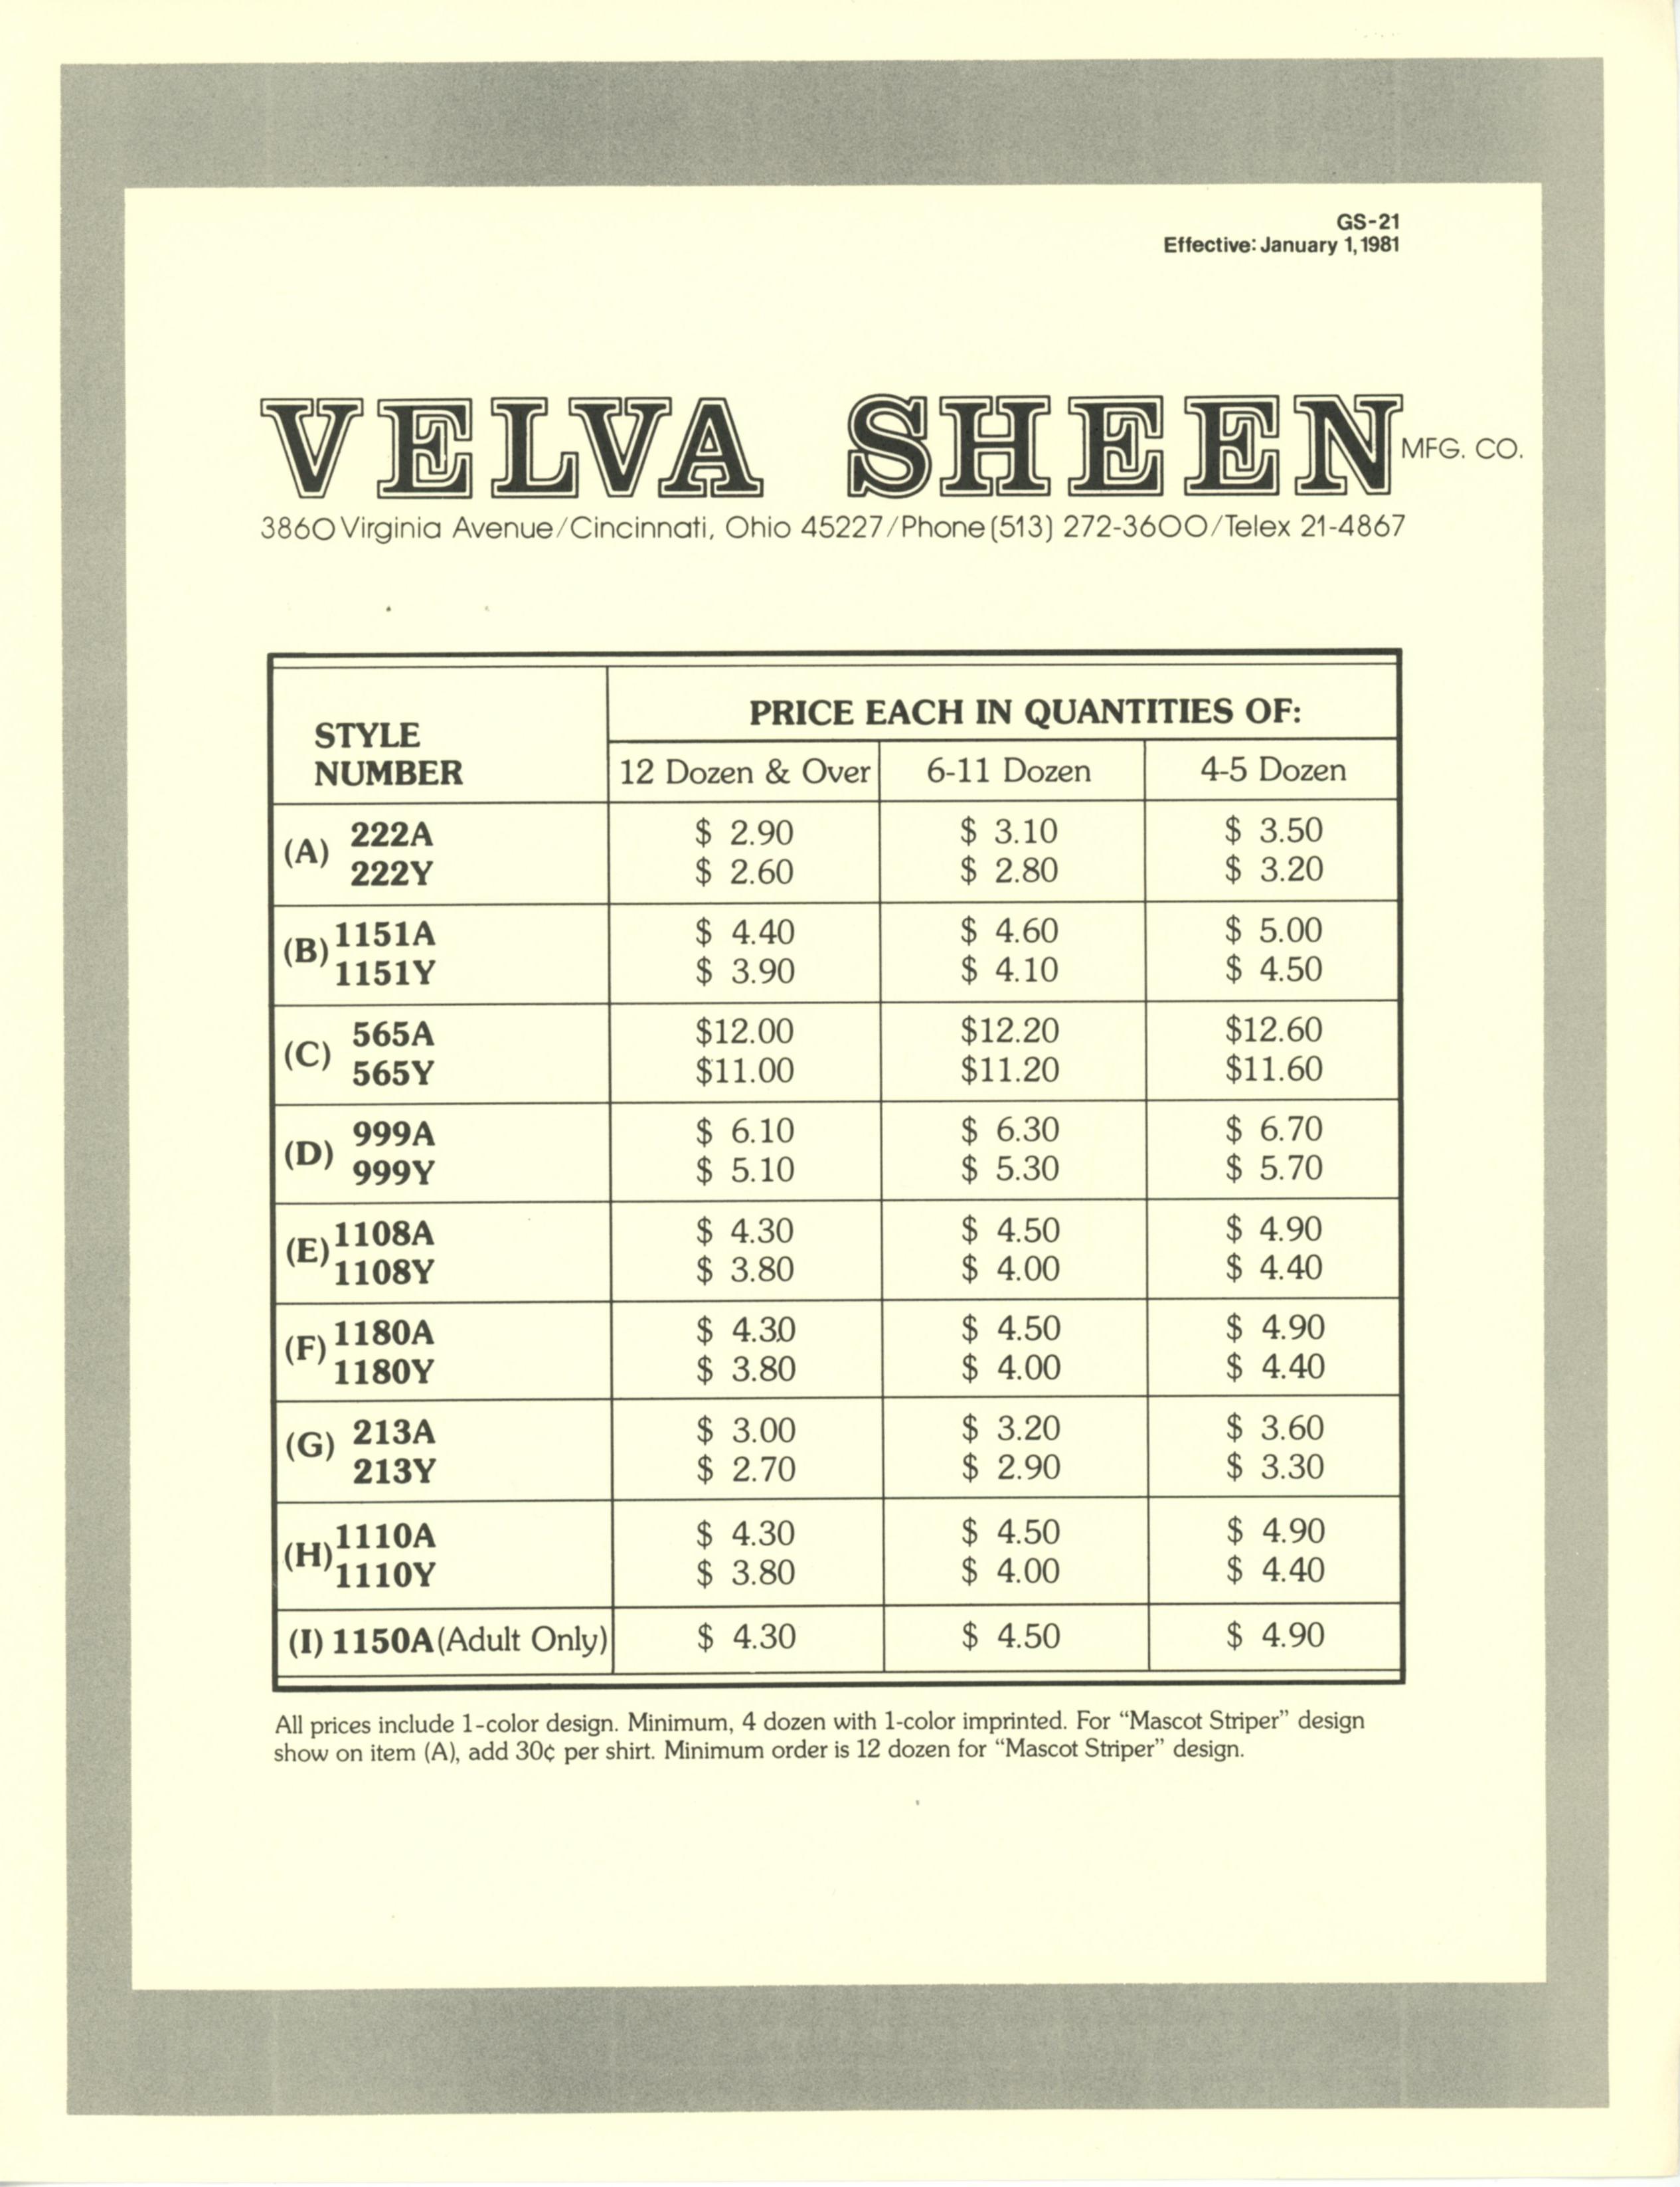 GS-21
Effective: January 1, 1981
VELVA SHEEN MFG. CO.
3860 Virginia Avenue/Cincinnati, Ohio 45227/Phone (513) 272-3600/Telex 21-4867
STYLE NUMBER
PRICE EACH IN QUANTITIES OF:
12 Dozen & Over 6-11 Dozen 4-5 Dozen
(A) 222A $ 2.90 $ 3.10 $ 3.50
222Y $ 2.60 $ 2.80 $ 3.20
(B) 1151A $ 4.40 $ 4.60 $ 5.00
1151Y $ 3.90 $ 4.10 $ 4.50
(C) 565A $12.00 $12.20 $12.60
565Y $11.00 $11.20 $11.60
(D) 999A $ 6.10 $ 6.30 $ 6.70
999Y $ 5.10 $ 5.30 $ 5.70
(E) 1108A $ 4.30 $ 4.50 $ 4.90
1108Y $ 3.80 $ 4.00 $ 4.40
(F) 1180A $ 4.30 $ 4.50 $ 4.90
1180Y $ 3.80 $ 4.00 $ 4.40
(G) 213A $ 3.00 $ 3.20 $ 3.60
213Y $ 2.70 $ 2.90 $ 3.30
(H) 1110A $ 4.30 $ 4.50 $ 4.90
1110Y $ 3.80 $ 4.00 $ 4.40
(I) 1150A (Adult Only) $ 4.30 $ 4.50 $ 4.90
All prices include 1-color design. Minimum, 4 dozen with 1-color imprinted. For “Mascot Striper” design
show on item (A), add 30¢ per shirt. Minimum order is 12 dozen for “Mascot Striper” design.